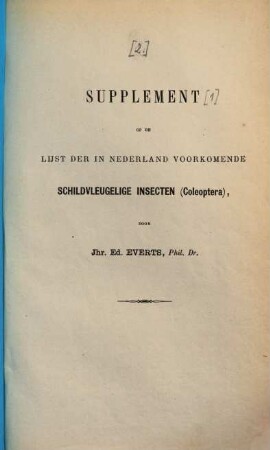 [2.]
SUPPLEMENT [1]
OP DE
LIJST DER IN NEDERLAND VOORKOMENDE
SCHILDVLEUGELIGE INSECTEN (Coleoptera),
DOOR
Jhr. Ed. EVERTS, Phil. Dr.